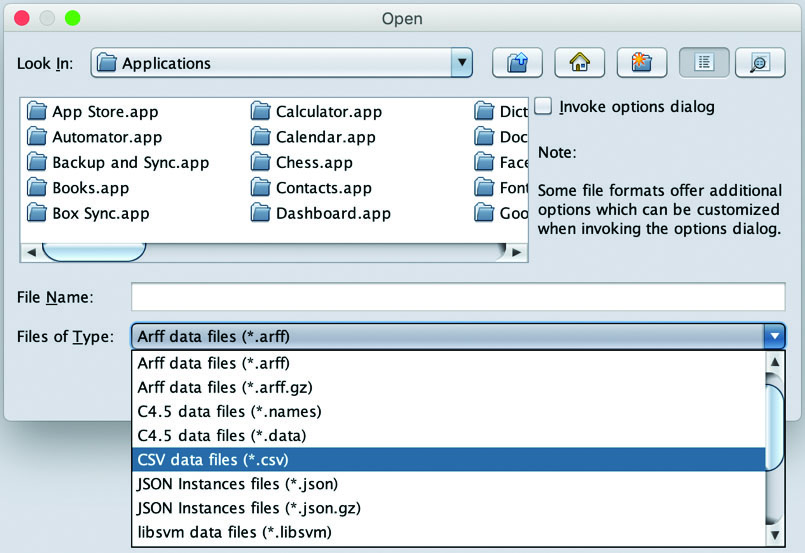 Open
Look In: Applications
App Store.app Calculator.app Dict
Automator.app Calendar.app Doc
Backup and Sync.app Chess.app Face
Books.app Contacts.app Font
Box Sync.app Dashboard.app Goo
Invoke options dialog
Note:
Some file formats offer additional
options which can be customized
when invoking the options dialog.
File Name:
Files of Type: Arff data files (*.arff)
Arff data files (*.arff)
Arff data files (*.arff.gz)
C4.5 data files (*.names)
C4.5 data files (*.data)
CSV data files (*.csv)
JSON Instances files (*.json)
JSON Instances files (*.json.gz)
libsvm data files (*.libsvm)